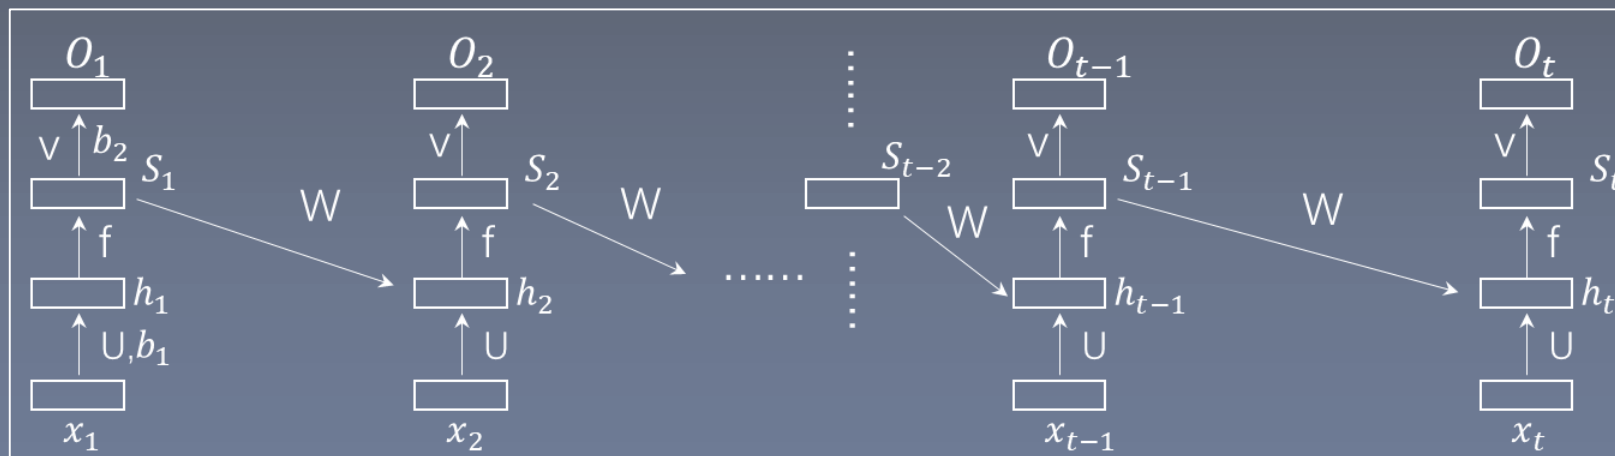 O₁ O₂ ⋮ Oₜ₋₁ Oₜ
V b₂ V V V
S₁ S₂ Sₜ₋₂ Sₜ₋₁ Sₜ
W W W W
f f f f
h₁ h₂ …… ⋮ hₜ₋₁ hₜ
U,b₁ U U U
x₁ x₂ xₜ₋₁ xₜ